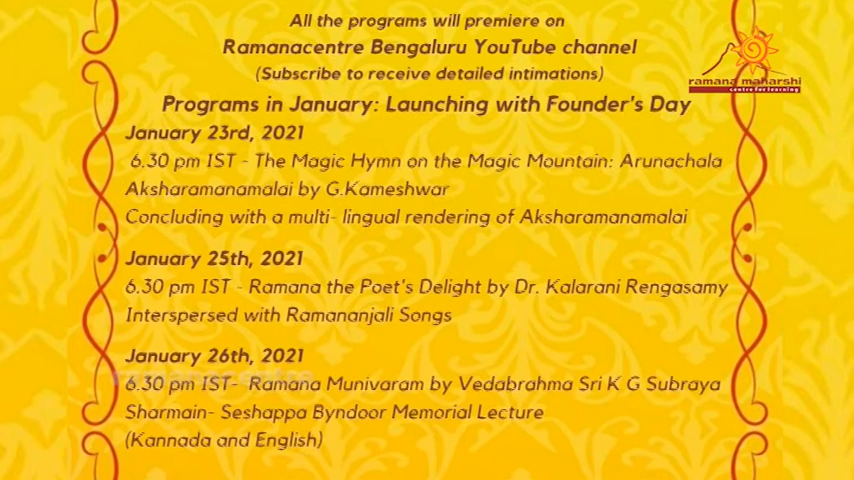 All the programs will premiere on
Ramanacentre Bengaluru YouTube channel
(Subscribe to receive detailed intimations)
ramana maharshi
centre for learning
Programs in January: Launching with Founder's Day
January 23rd, 2021
6.30 pm IST - The Magic Hymn on the Magic Mountain: Arunachala
Aksharamanamalai by G.Kameshwar
Concluding with a multi- lingual rendering of Aksharamanamalai
January 25th, 2021
6.30 pm IST - Ramana the Poet's Delight by Dr. Kalarani Rengasamy
Interspersed with Ramananjali Songs
January 26th, 2021
6.30 pm IST- Ramana Munivaram by Vedabrahma Sri K G Subraya
Sharmain- Seshappa Byndoor Memorial Lecture
(Kannada and English)